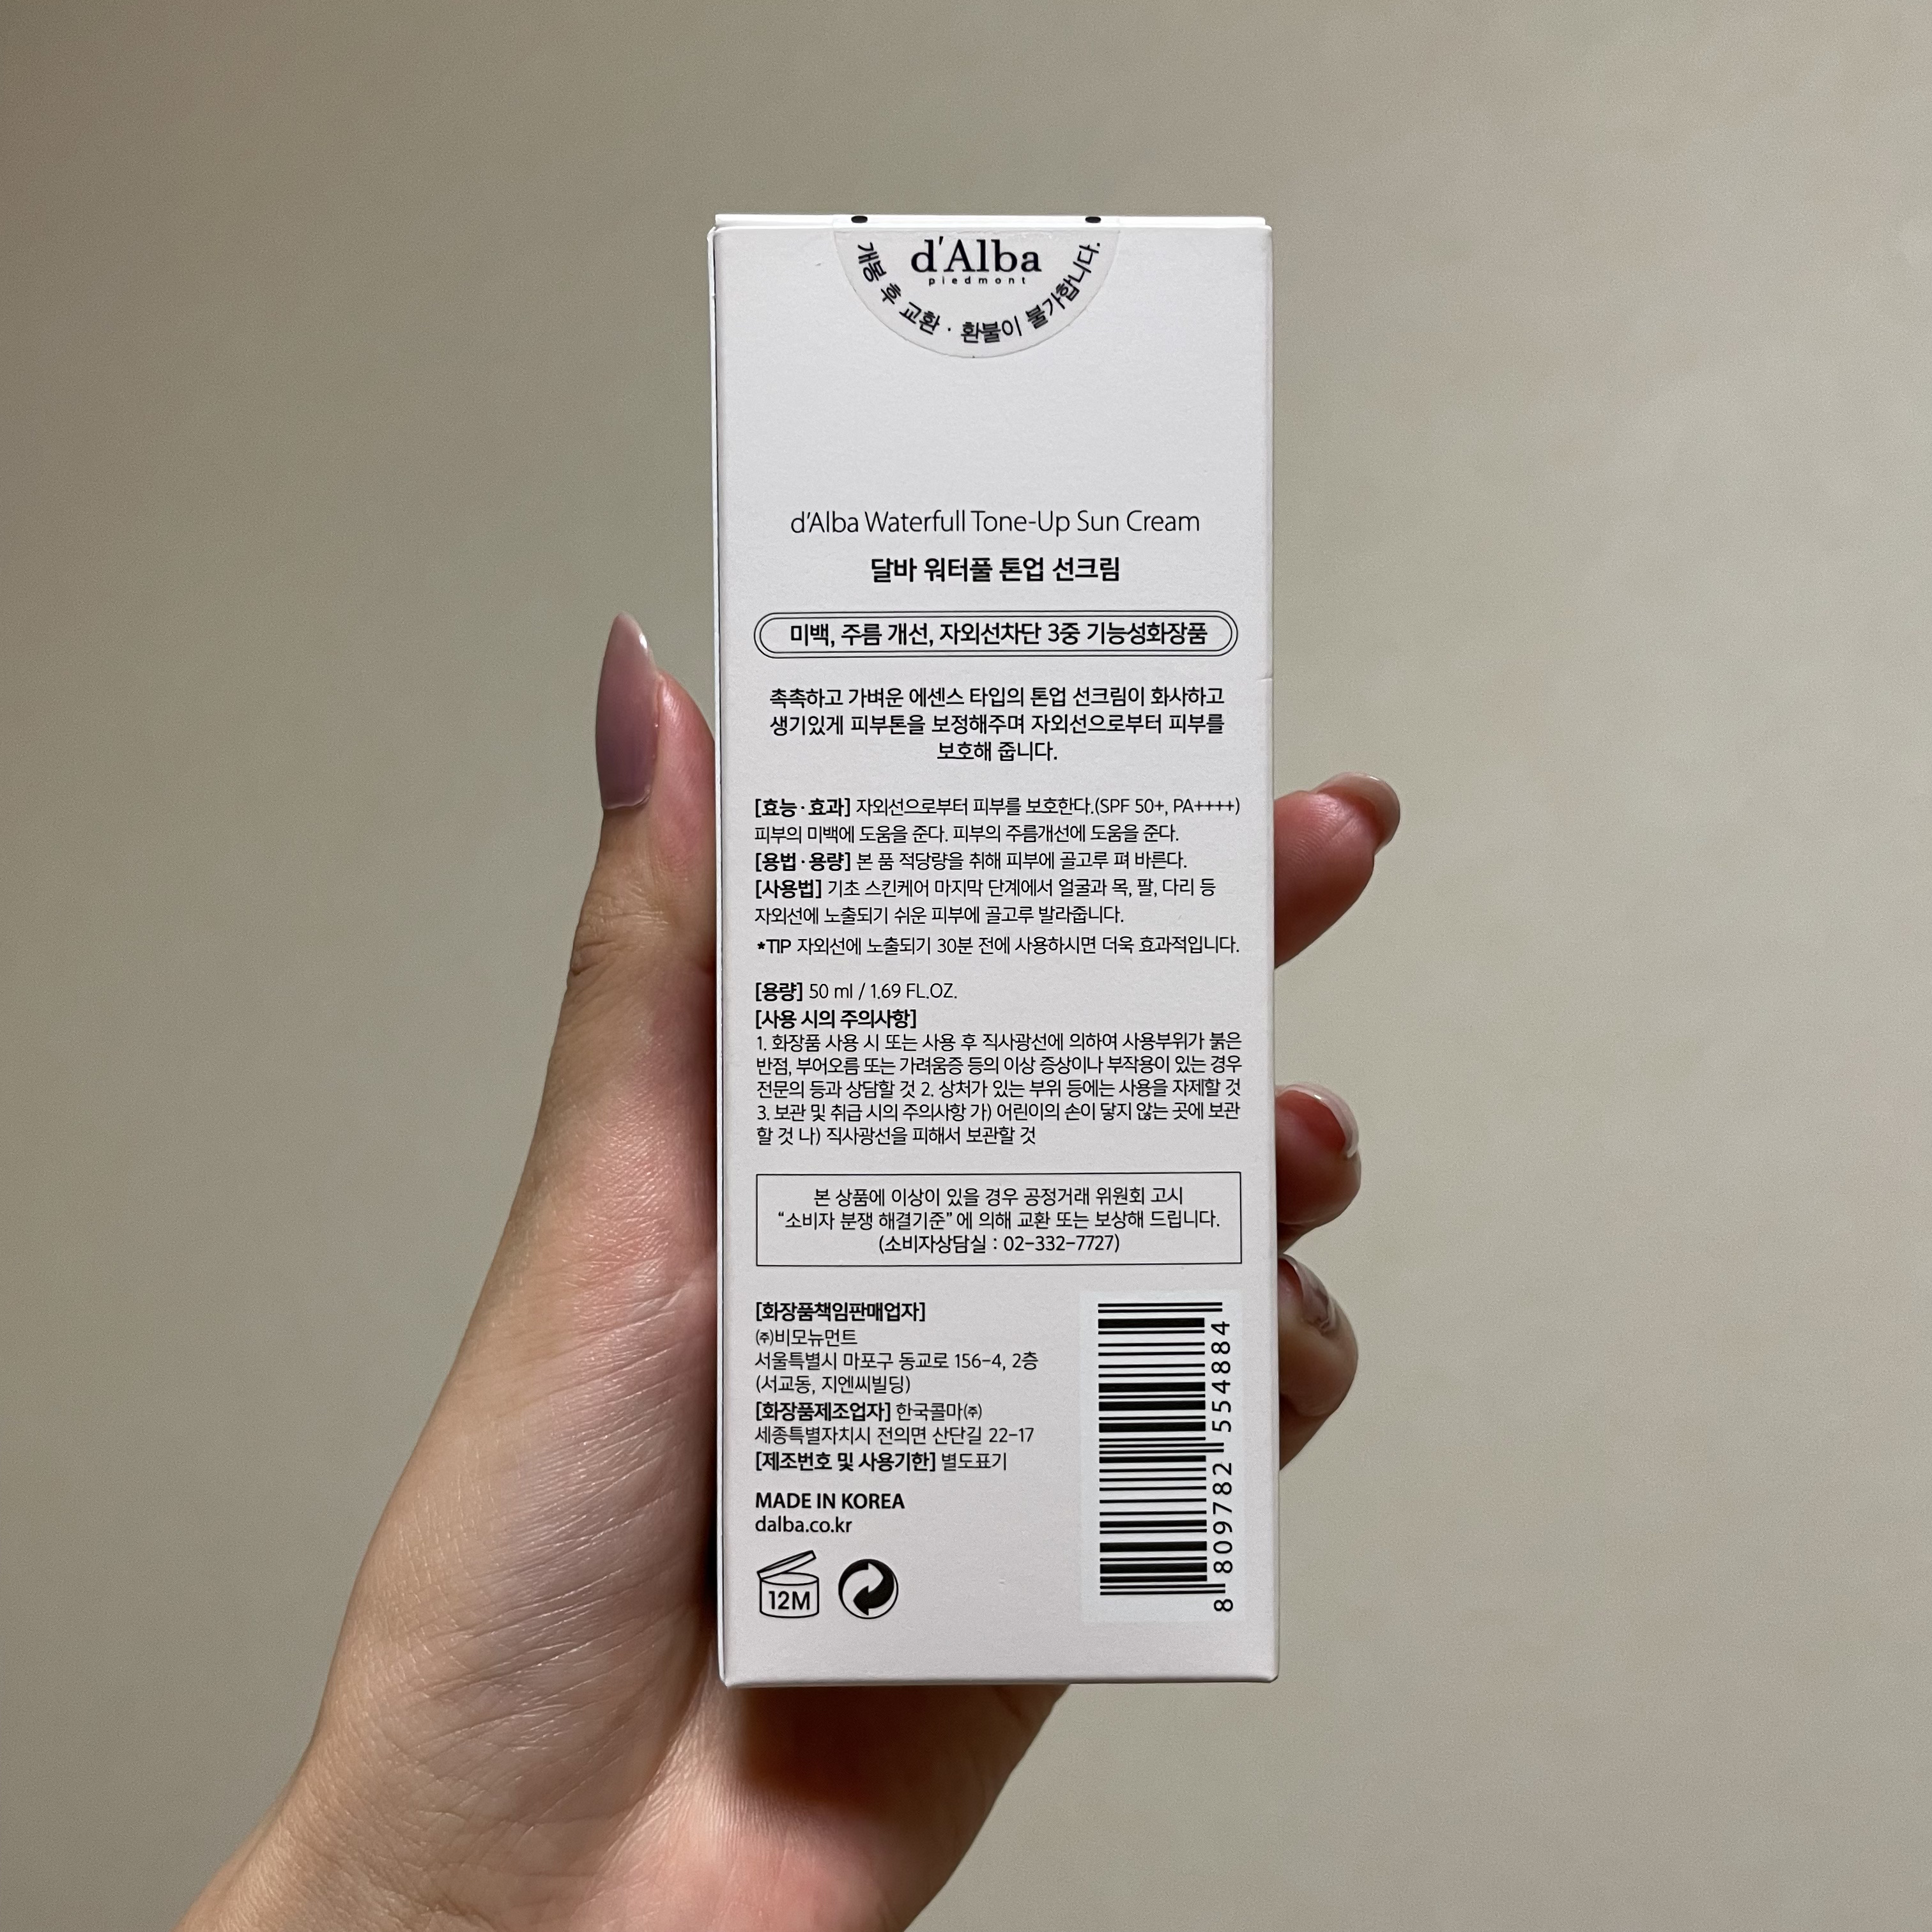 d'Alba
piedmont
개봉 후 교환 · 환불이 불가합니다.
d'Alba Waterfull Tone-Up Sun Cream
달바 워터풀 톤업 선크림
미백, 주름 개선, 자외선차단 3중 기능성화장품
촉촉하고 가벼운 에센스 타입의 톤업 선크림이 화사하고
생기있게 피부톤을 보정해주며 자외선으로부터 피부를
보호해 줍니다.
[효능·효과] 자외선으로부터 피부를 보호한다.(SPF 50+, PA++++)
피부의 미백에 도움을 준다. 피부의 주름개선에 도움을 준다.
[용법·용량] 본 품 적당량을 취해 피부에 골고루 펴 바른다.
[사용법] 기초 스킨케어 마지막 단계에서 얼굴과 목, 팔, 다리 등
자외선에 노출되기 쉬운 피부에 골고루 발라줍니다.
*TIP 자외선에 노출되기 30분 전에 사용하시면 더욱 효과적입니다.
[용량] 50 ml / 1.69 FL.OZ.
[사용 시의 주의사항]
1. 화장품 사용 시 또는 사용 후 직사광선에 의하여 사용부위가 붉은
반점, 부어오름 또는 가려움증 등의 이상 증상이나 부작용이 있는 경우
전문의 등과 상담할 것 2. 상처가 있는 부위 등에는 사용을 자제할 것
3. 보관 및 취급 시의 주의사항 가) 어린이의 손이 닿지 않는 곳에 보관
할 것 나) 직사광선을 피해서 보관할 것
본 상품에 이상이 있을 경우 공정거래 위원회 고시
“소비자 분쟁 해결기준” 에 의해 교환 또는 보상해 드립니다.
(소비자상담실 : 02-332-7727)
[화장품책임판매업자]
㈜비모뉴먼트
서울특별시 마포구 동교로 156-4, 2층
(서교동, 지엔씨빌딩)
[화장품제조업자] 한국콜마㈜
세종특별자치시 전의면 산단길 22-17
[제조번호 및 사용기한] 별도표기
MADE IN KOREA
dalba.co.kr
12M
8 809782 554884